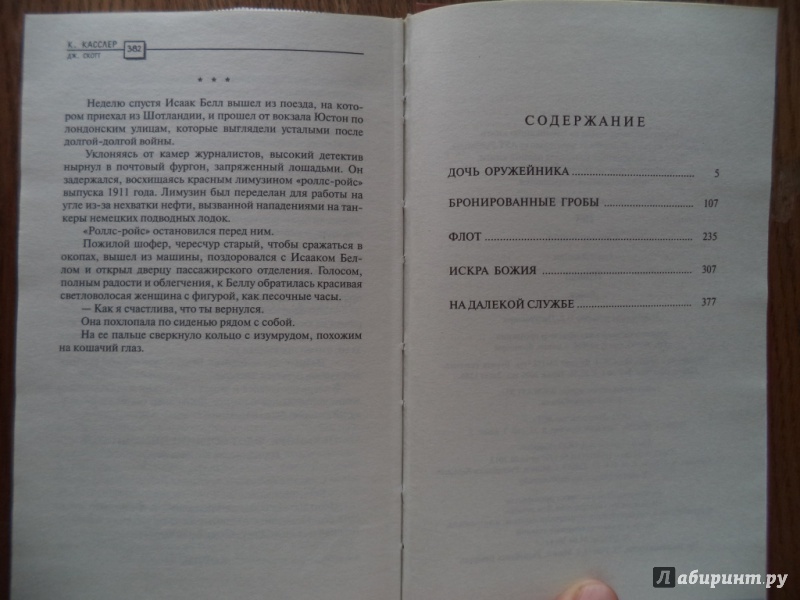 К. КАССЛЕР
382
ДЖ. СКОТТ
* * *
Неделю спустя Исаак Белл вышел из поезда, на ко-
тором приехал из Шотландии, и прошел от вокзала Юстон по
лондонским улицам, которые выглядели усталыми после
долгой-долгой войны.
Уклоняясь от камер журналистов, высокий детектив
нырнул в почтовый фургон, запряженный лошадьми. Он
задержался, восхищаясь красным лимузином «роллс-ройс»
выпуска 1911 года. Лимузин был переделан для работы на
угле из-за нехватки нефти, вызванной нападениями на тан-
керы немецких подводных лодок.
«Роллс-ройс» остановился перед ним.
Пожилой шофер, чересчур старый, чтобы сражаться в
окопах, вышел из машины, поздоровался с Исааком Бел-
лом и открыл дверцу пассажирского отделения. Голосом,
полным радости и облегчения, к Беллу обратилась красивая
светловолосая женщина с фигурой, как песочные часы.
— Как я счастлива, что ты вернулся.
Она похлопала по сиденью рядом с собой.
На ее пальце сверкнуло кольцо с изумрудом, похожим
на кошачий глаз.
СОДЕРЖАНИЕ
ДОЧЬ ОРУЖЕЙНИКА 5
БРОНИРОВАННЫЕ ГРОБЫ 107
ФЛОТ 235
ИСКРА БОЖИЯ 307
НА ДАЛЕКОЙ СЛУЖБЕ 377
Лабиринт.ру